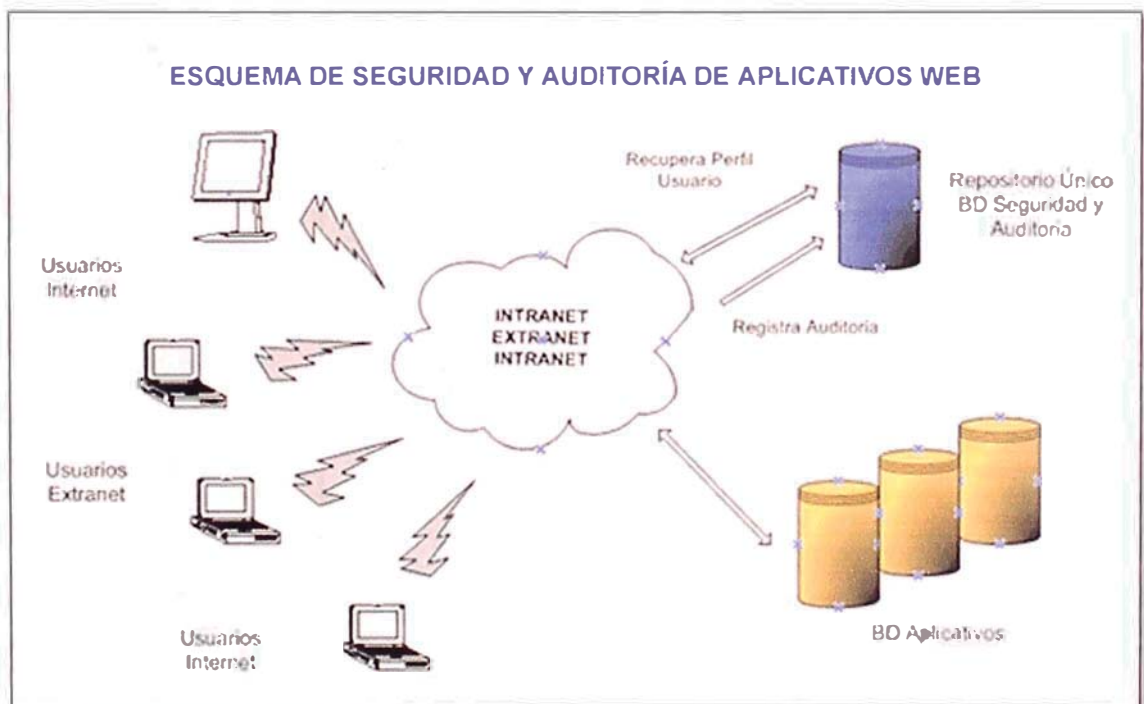 ESQUEMA DE SEGURIDAD Y AUDITORÍA DE APLICATIVOS WEB
Recupera Perfil
Usuario
Repositorio Único
BD Seguridad y
Auditoria
Usuarios
Internet
INTRANET
EXTRANET
INTRANET
Registra Auditoria
Usuarios
Extranet
Usuarios
Internet
BD Aplicativos